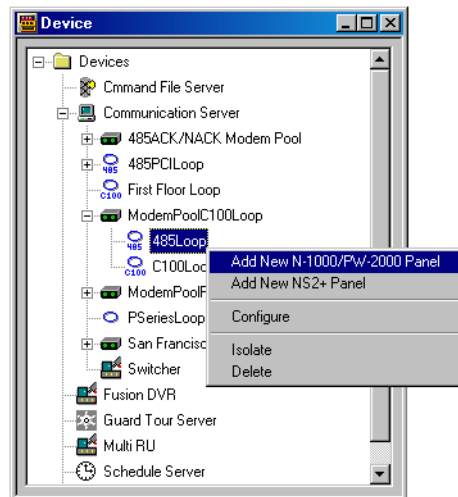 Device
Devices
Cmmand File Server
Communication Server
485ACK/NACK Modem Pool
485 485PCILoop
C100 First Floor Loop
ModemPoolC100Loop
485 485Loop
Add New N-1000/PW-2000 Panel
C100 C100Loo
Add New NS2+ Panel
ModemPoolF
PSeriesLoop
Configure
San Francisc
Isolate
Switcher
Delete
Fusion DVR
Guard Tour Server
Multi RU
Schedule Server